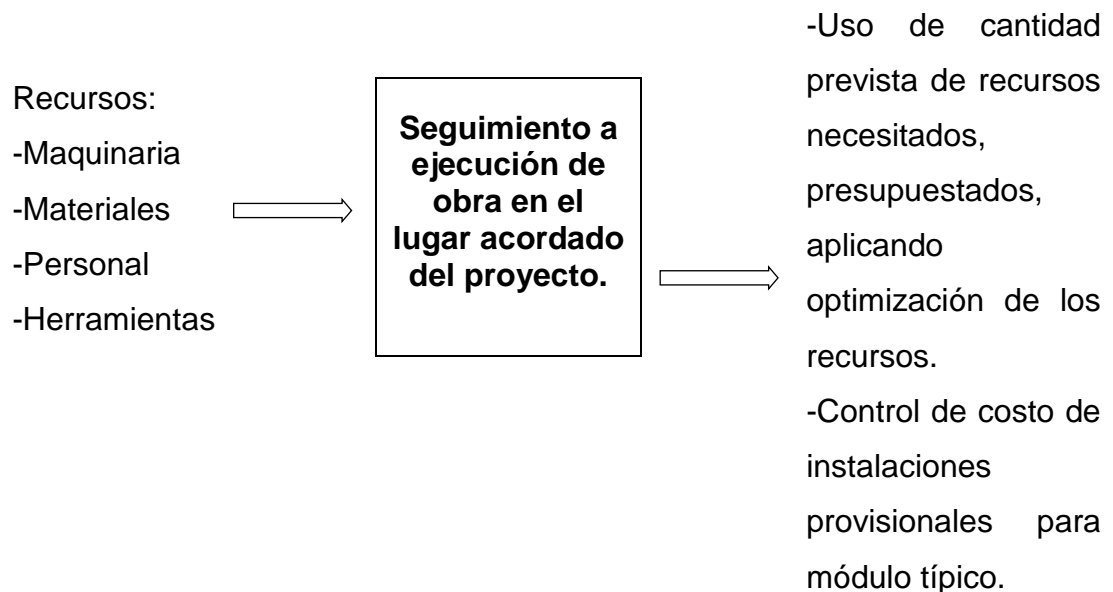 Recursos:
-Maquinaria
-Materiales
-Personal
-Herramientas
Seguimiento a
ejecución de
obra en el
lugar acordado
del proyecto.
-Uso de cantidad
prevista de recursos
necesitados,
presupuestados,
aplicando
optimización de los
recursos.
-Control de costo de
instalaciones
provisionales para
módulo típico.